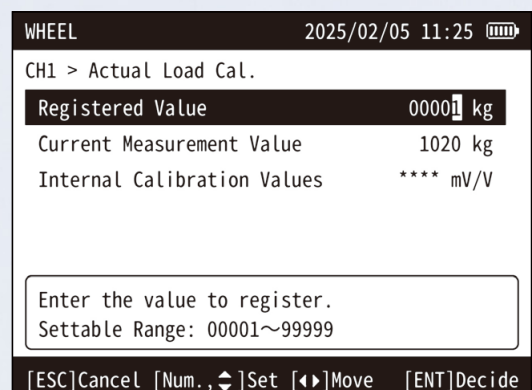 WHEEL 2025/02/05 11:25
CH1 > Actual Load Cal.
Registered Value 00001 kg
Current Measurement Value 1020 kg
Internal Calibration Values **** mV/V
Enter the value to register.
Settable Range: 00001～99999
[ESC]Cancel [Num.,▲▼]Set [◀▶]Move [ENT]Decide